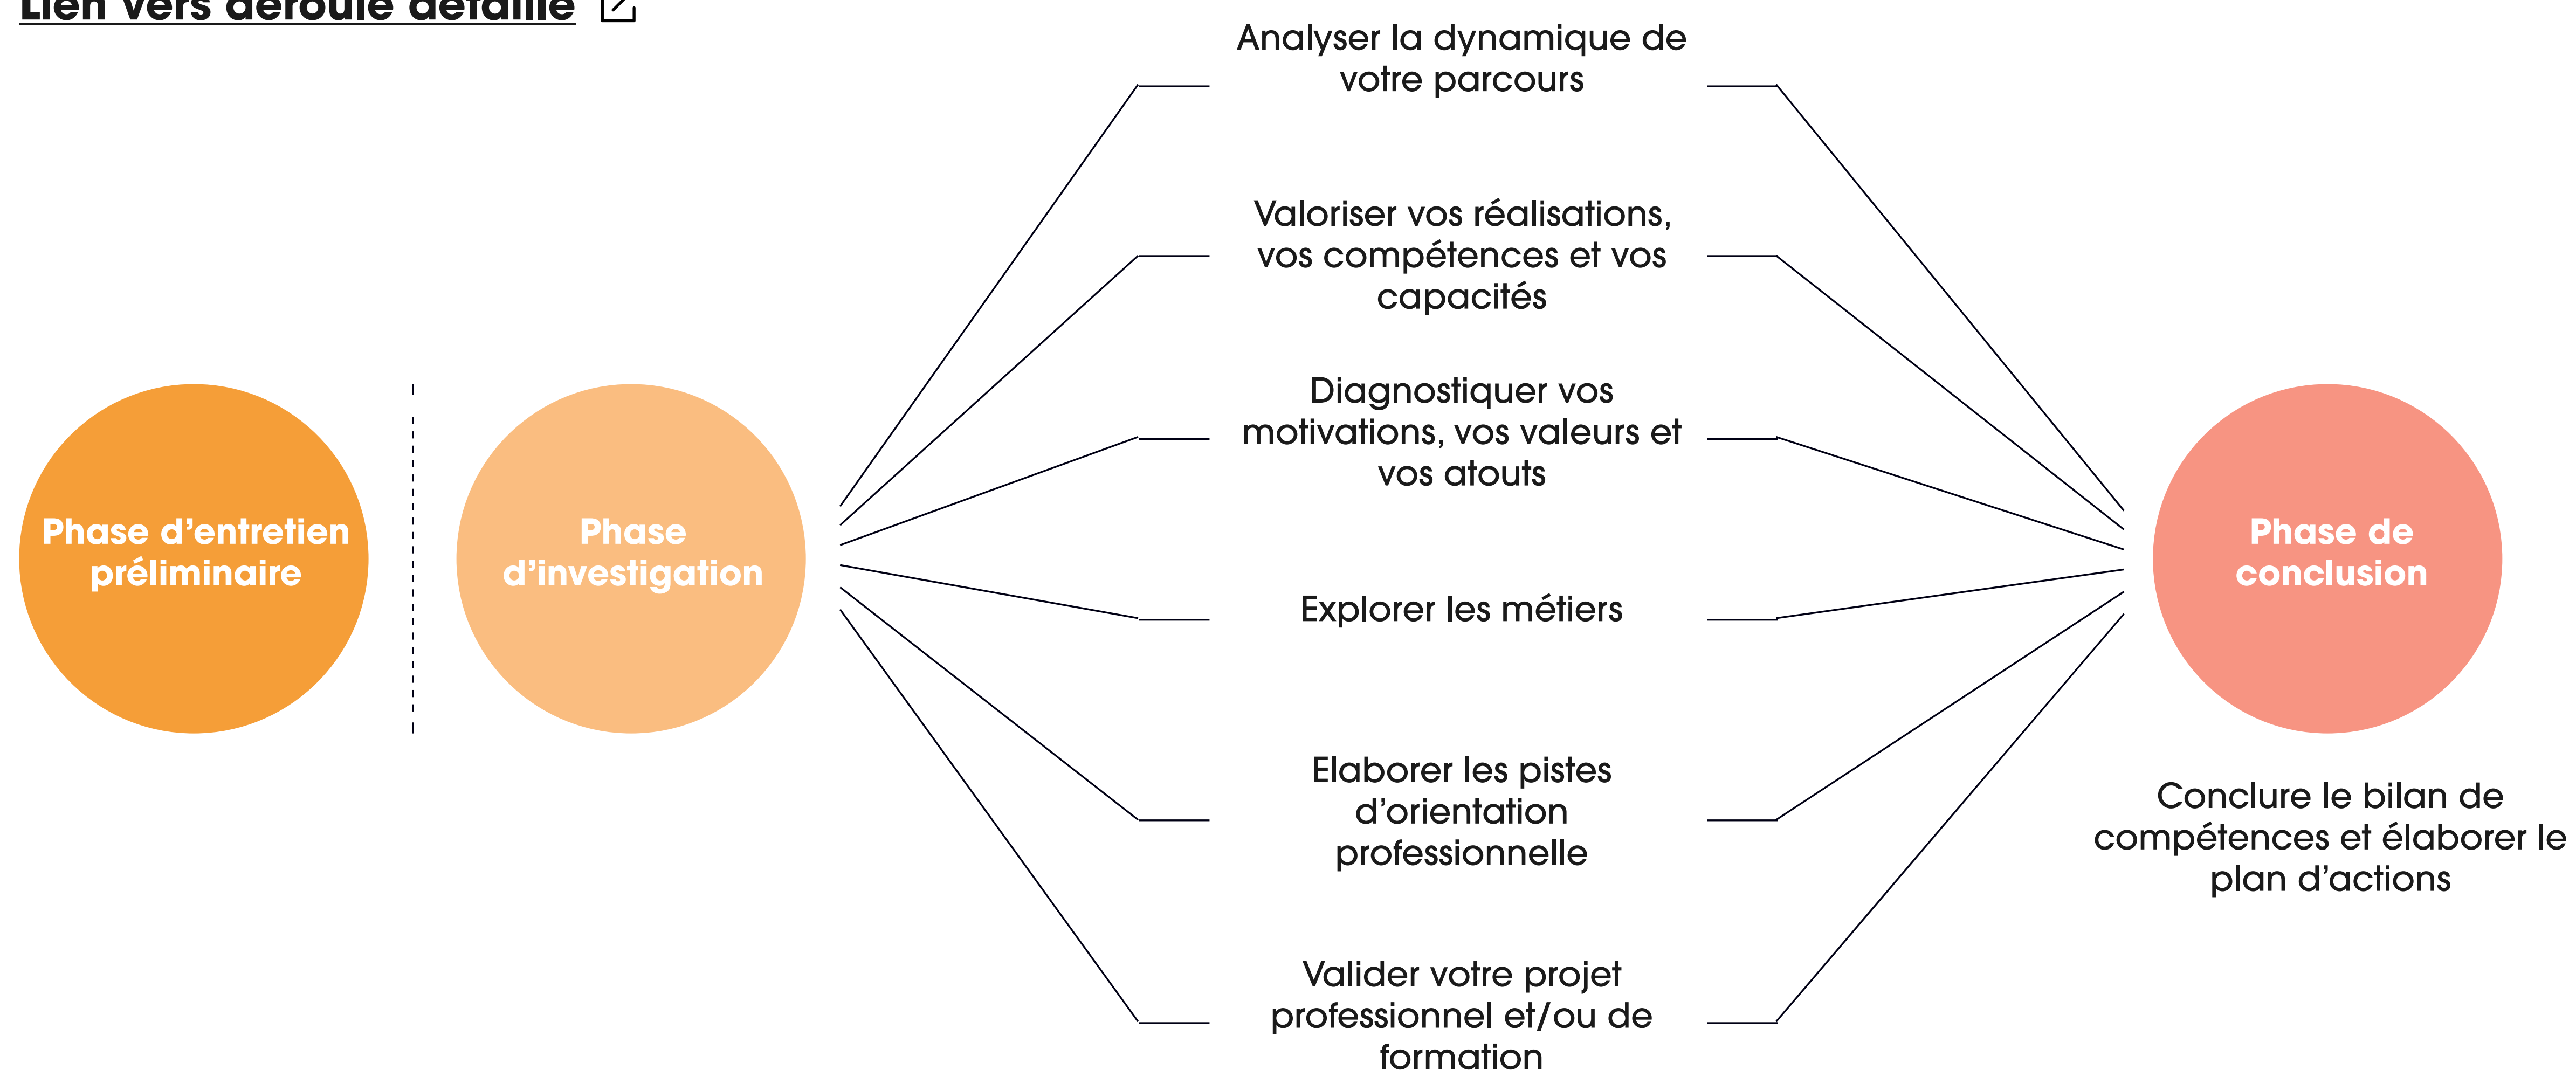 Lien vers déroulé détaillé
Phase d’entretien
préliminaire
Phase
d’investigation
Analyser la dynamique de
votre parcours
Valoriser vos réalisations,
vos compétences et vos
capacités
Diagnostiquer vos
motivations, vos valeurs et
vos atouts
Explorer les métiers
Elaborer les pistes
d’orientation
professionnelle
Valider votre projet
professionnel et/ou de
formation
Phase de
conclusion
Conclure le bilan de
compétences et élaborer le
plan d’actions